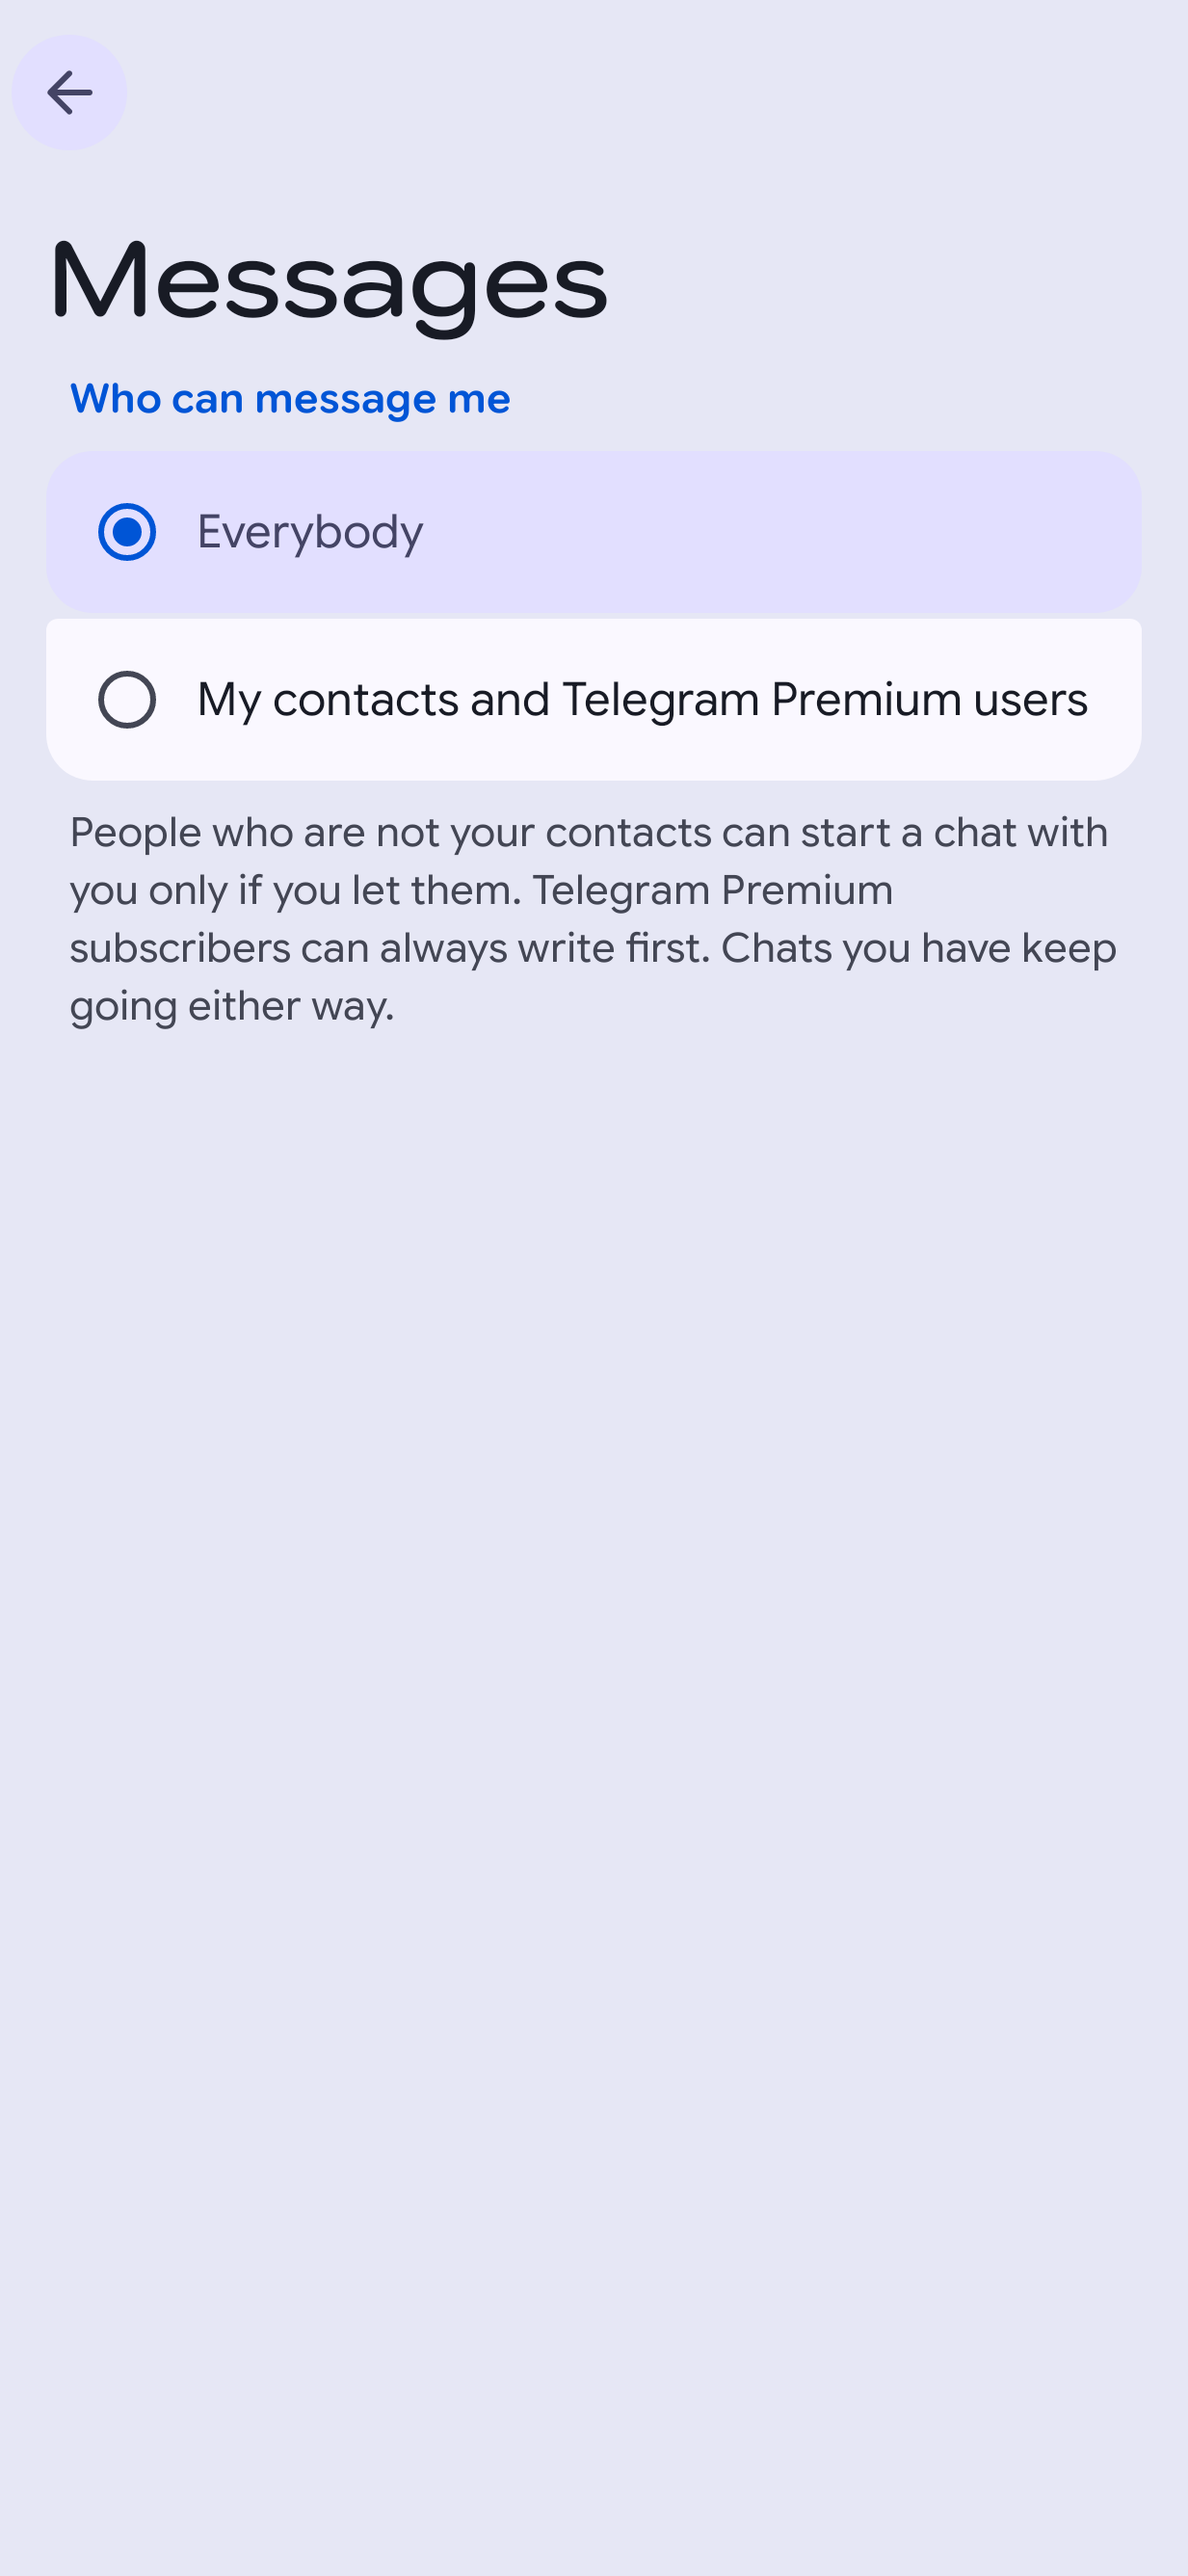 Messages
Who can message me
Everybody
My contacts and Telegram Premium users
People who are not your contacts can start a chat with
you only if you let them. Telegram Premium
subscribers can always write first. Chats you have keep
going either way.